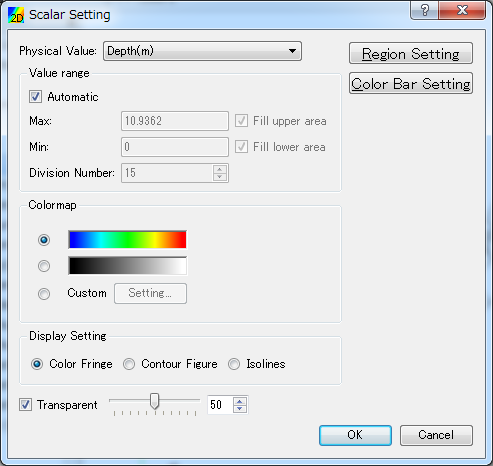 2D Scalar Setting
Physical Value: Depth(m)
Region Setting
Color Bar Setting
Value range
Automatic
Max: 10.9362 Fill upper area
Min: 0 Fill lower area
Division Number: 15
Colormap
Custom Setting...
Display Setting
Color Fringe Contour Figure Isolines
Transparent 50
OK Cancel